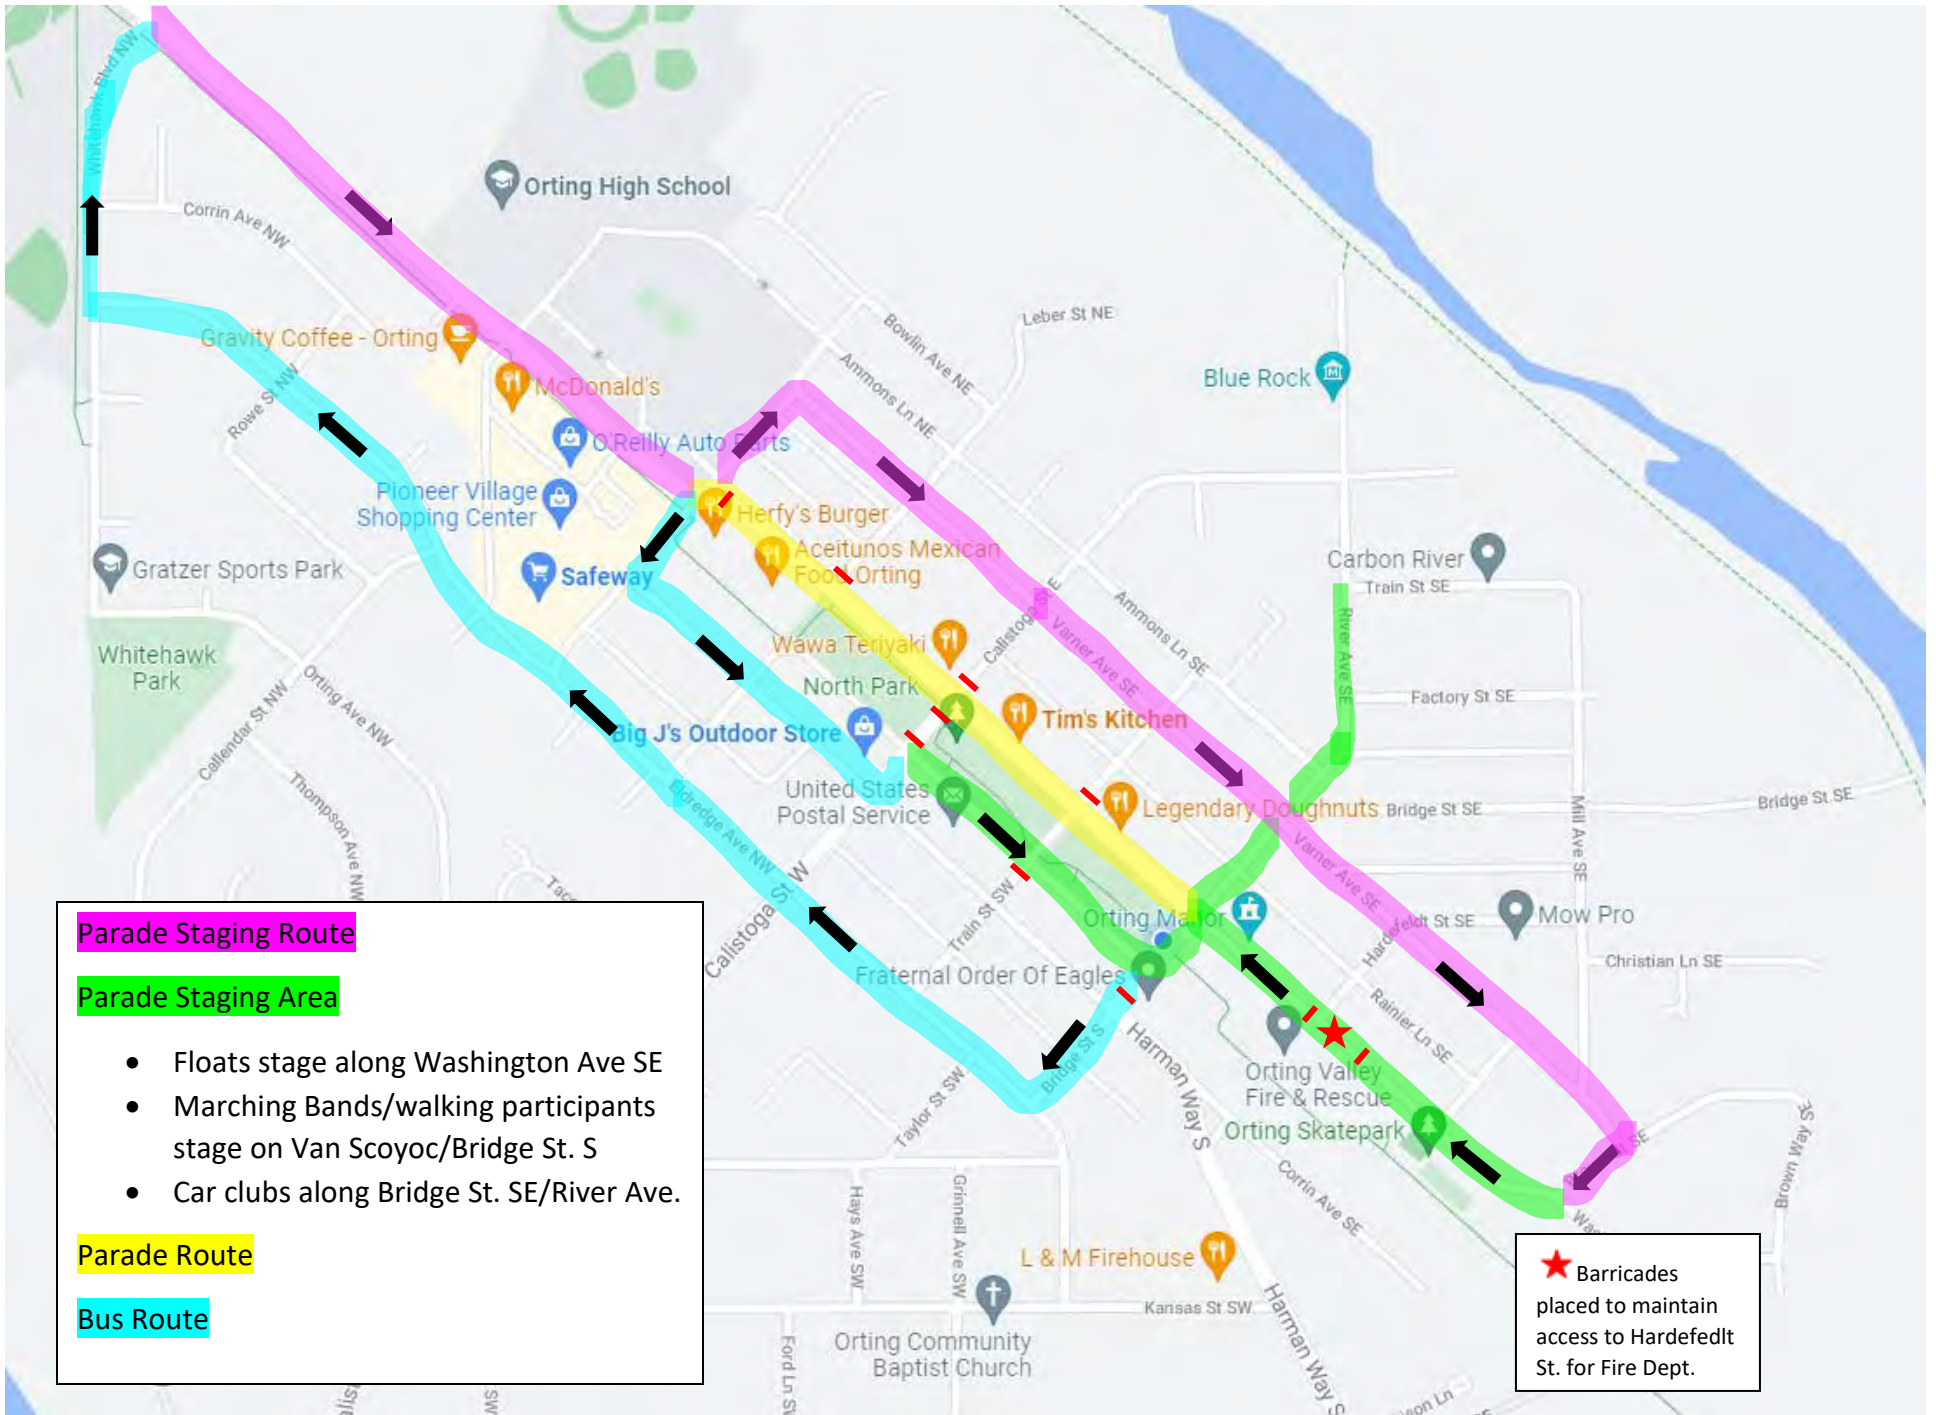 Whitehawk Blvd NW
Orting High School
Corrin Ave NW
Leber St NE
Bowlin Ave NE
Gravity Coffee - Orting
Ammons Ln NE
Blue Rock
McDonald's
Rowe St NW
O'Reilly Auto Parts
Pioneer Village
Shopping Center
Herfy's Burger
Aceitunos Mexican
Food Orting
Carbon River
Gratzer Sports Park
Safeway
Train St SE
Calistoga St E
Ammons Ln SE
River Ave SE
Wawa Teriyaki
Varner Ave SE
Whitehawk
Park
North Park
Factory St SE
Orting Ave NW
Callendar St NW
Big J's Outdoor Store
Tim's Kitchen
Thompson Ave NW
United States
Postal Service
Legendary Doughnuts
Bridge St SE
Bridge St SE
Eldredge Ave NW
Mill Ave SE
Varner Ave SE
Calistoga St W
Train St SW
Orting Manor
Mow Pro
Fraternal Order Of Eagles
Christian Ln SE
Rainier Ln SE
Harman Way S
Bridge St S
Orting Valley
Fire & Rescue
Taylor St SW
Orting Skatepark
Brown Way SE
Corrin Ave SE
Hays Ave SW
Grinnell Ave SW
L & M Firehouse
Kansas St SW
Harman Way S
Orting Community
Baptist Church
Ford Ln SW
Parade Staging Route
Parade Staging Area
• Floats stage along Washington Ave SE
• Marching Bands/walking participants
stage on Van Scoyoc/Bridge St. S
• Car clubs along Bridge St. SE/River Ave.
Parade Route
Bus Route
Barricades
placed to maintain
access to Hardefedlt
St. for Fire Dept.